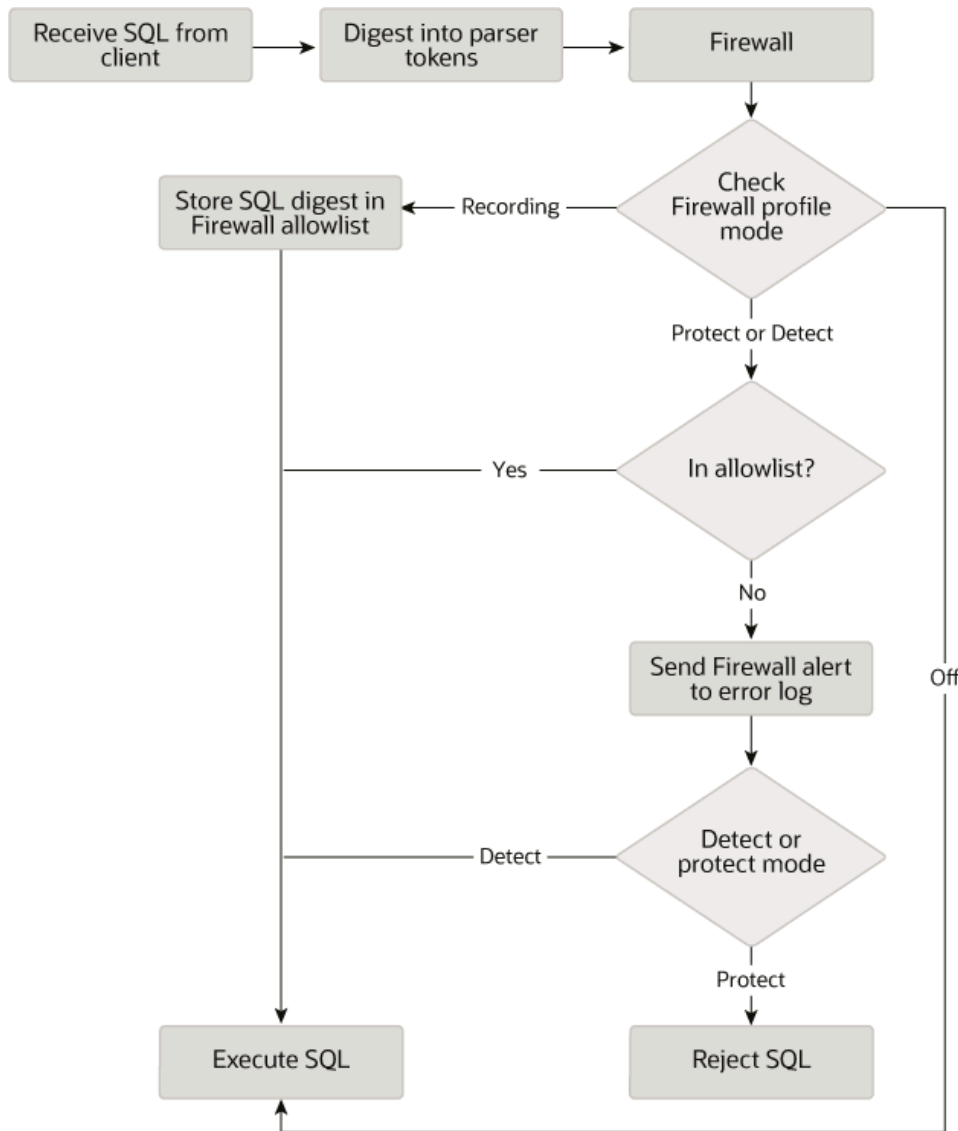 Receive SQL from
client
Digest into parser
tokens
Firewall
Check
Firewall profile
mode
Recording
Store SQL digest in
Firewall allowlist
Protect or Detect
In allowlist?
Yes
No
Send Firewall alert
to error log
Off
Detect or
protect mode
Detect
Protect
Execute SQL
Reject SQL